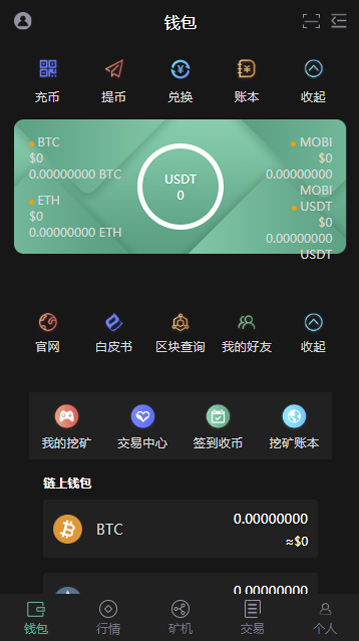 钱包
充币 提币 兑换 账本 收起
BTC
$0
0.00000000 BTC
ETH
$0
0.00000000 ETH
USDT
0
MOBI
$0
0.00000000
MOBI
USDT
$0
0.00000000
USDT
官网 白皮书 区块查询 我的好友 收起
我的挖矿 交易中心 签到收币 挖矿账本
链上钱包
BTC
0.00000000
≈$0
0.00000000
钱包 行情 矿机 交易 个人